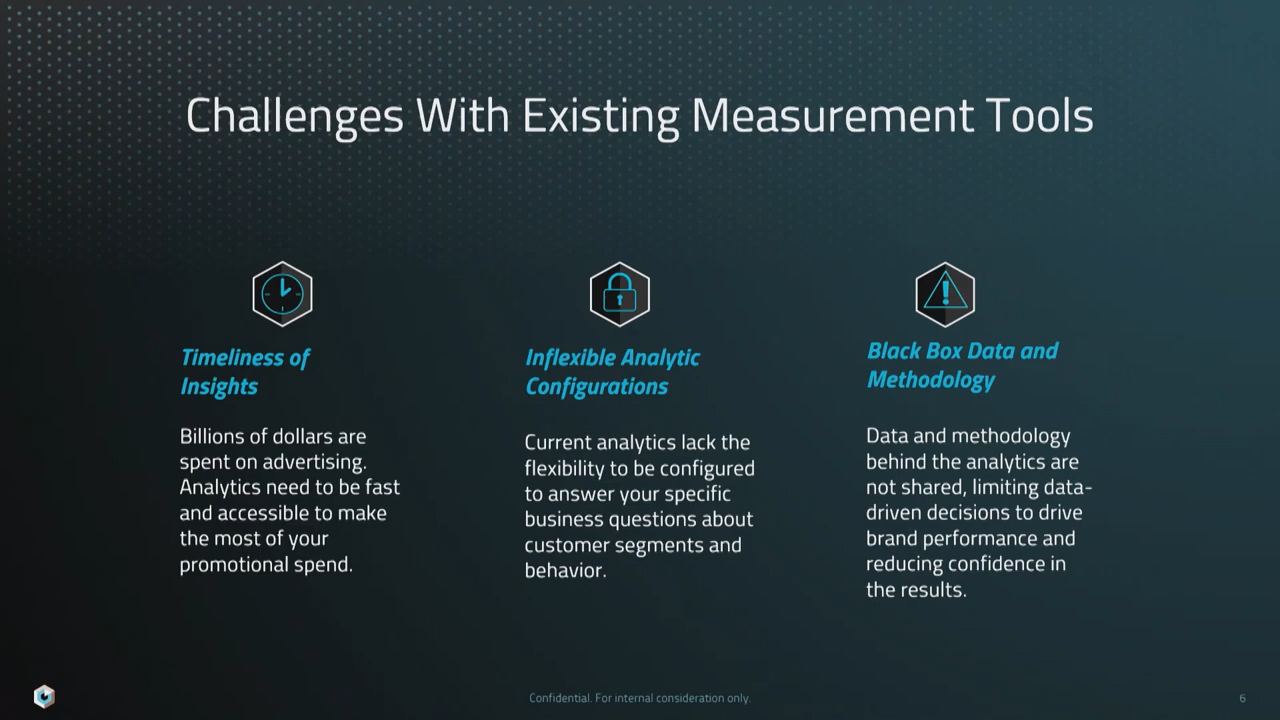 Challenges With Existing Measurement Tools
Timeliness of
Insights
Billions of dollars are
spent on advertising.
Analytics need to be fast
and accessible to make
the most of your
promotional spend.
Inflexible Analytic
Configurations
Current analytics lack the
flexibility to be configured
to answer your specific
business questions about
customer segments and
behavior.
Black Box Data and
Methodology
Data and methodology
behind the analytics are
not shared, limiting data-
driven decisions to drive
brand performance and
reducing confidence in
the results.
Confidential. For internal consideration only.
6